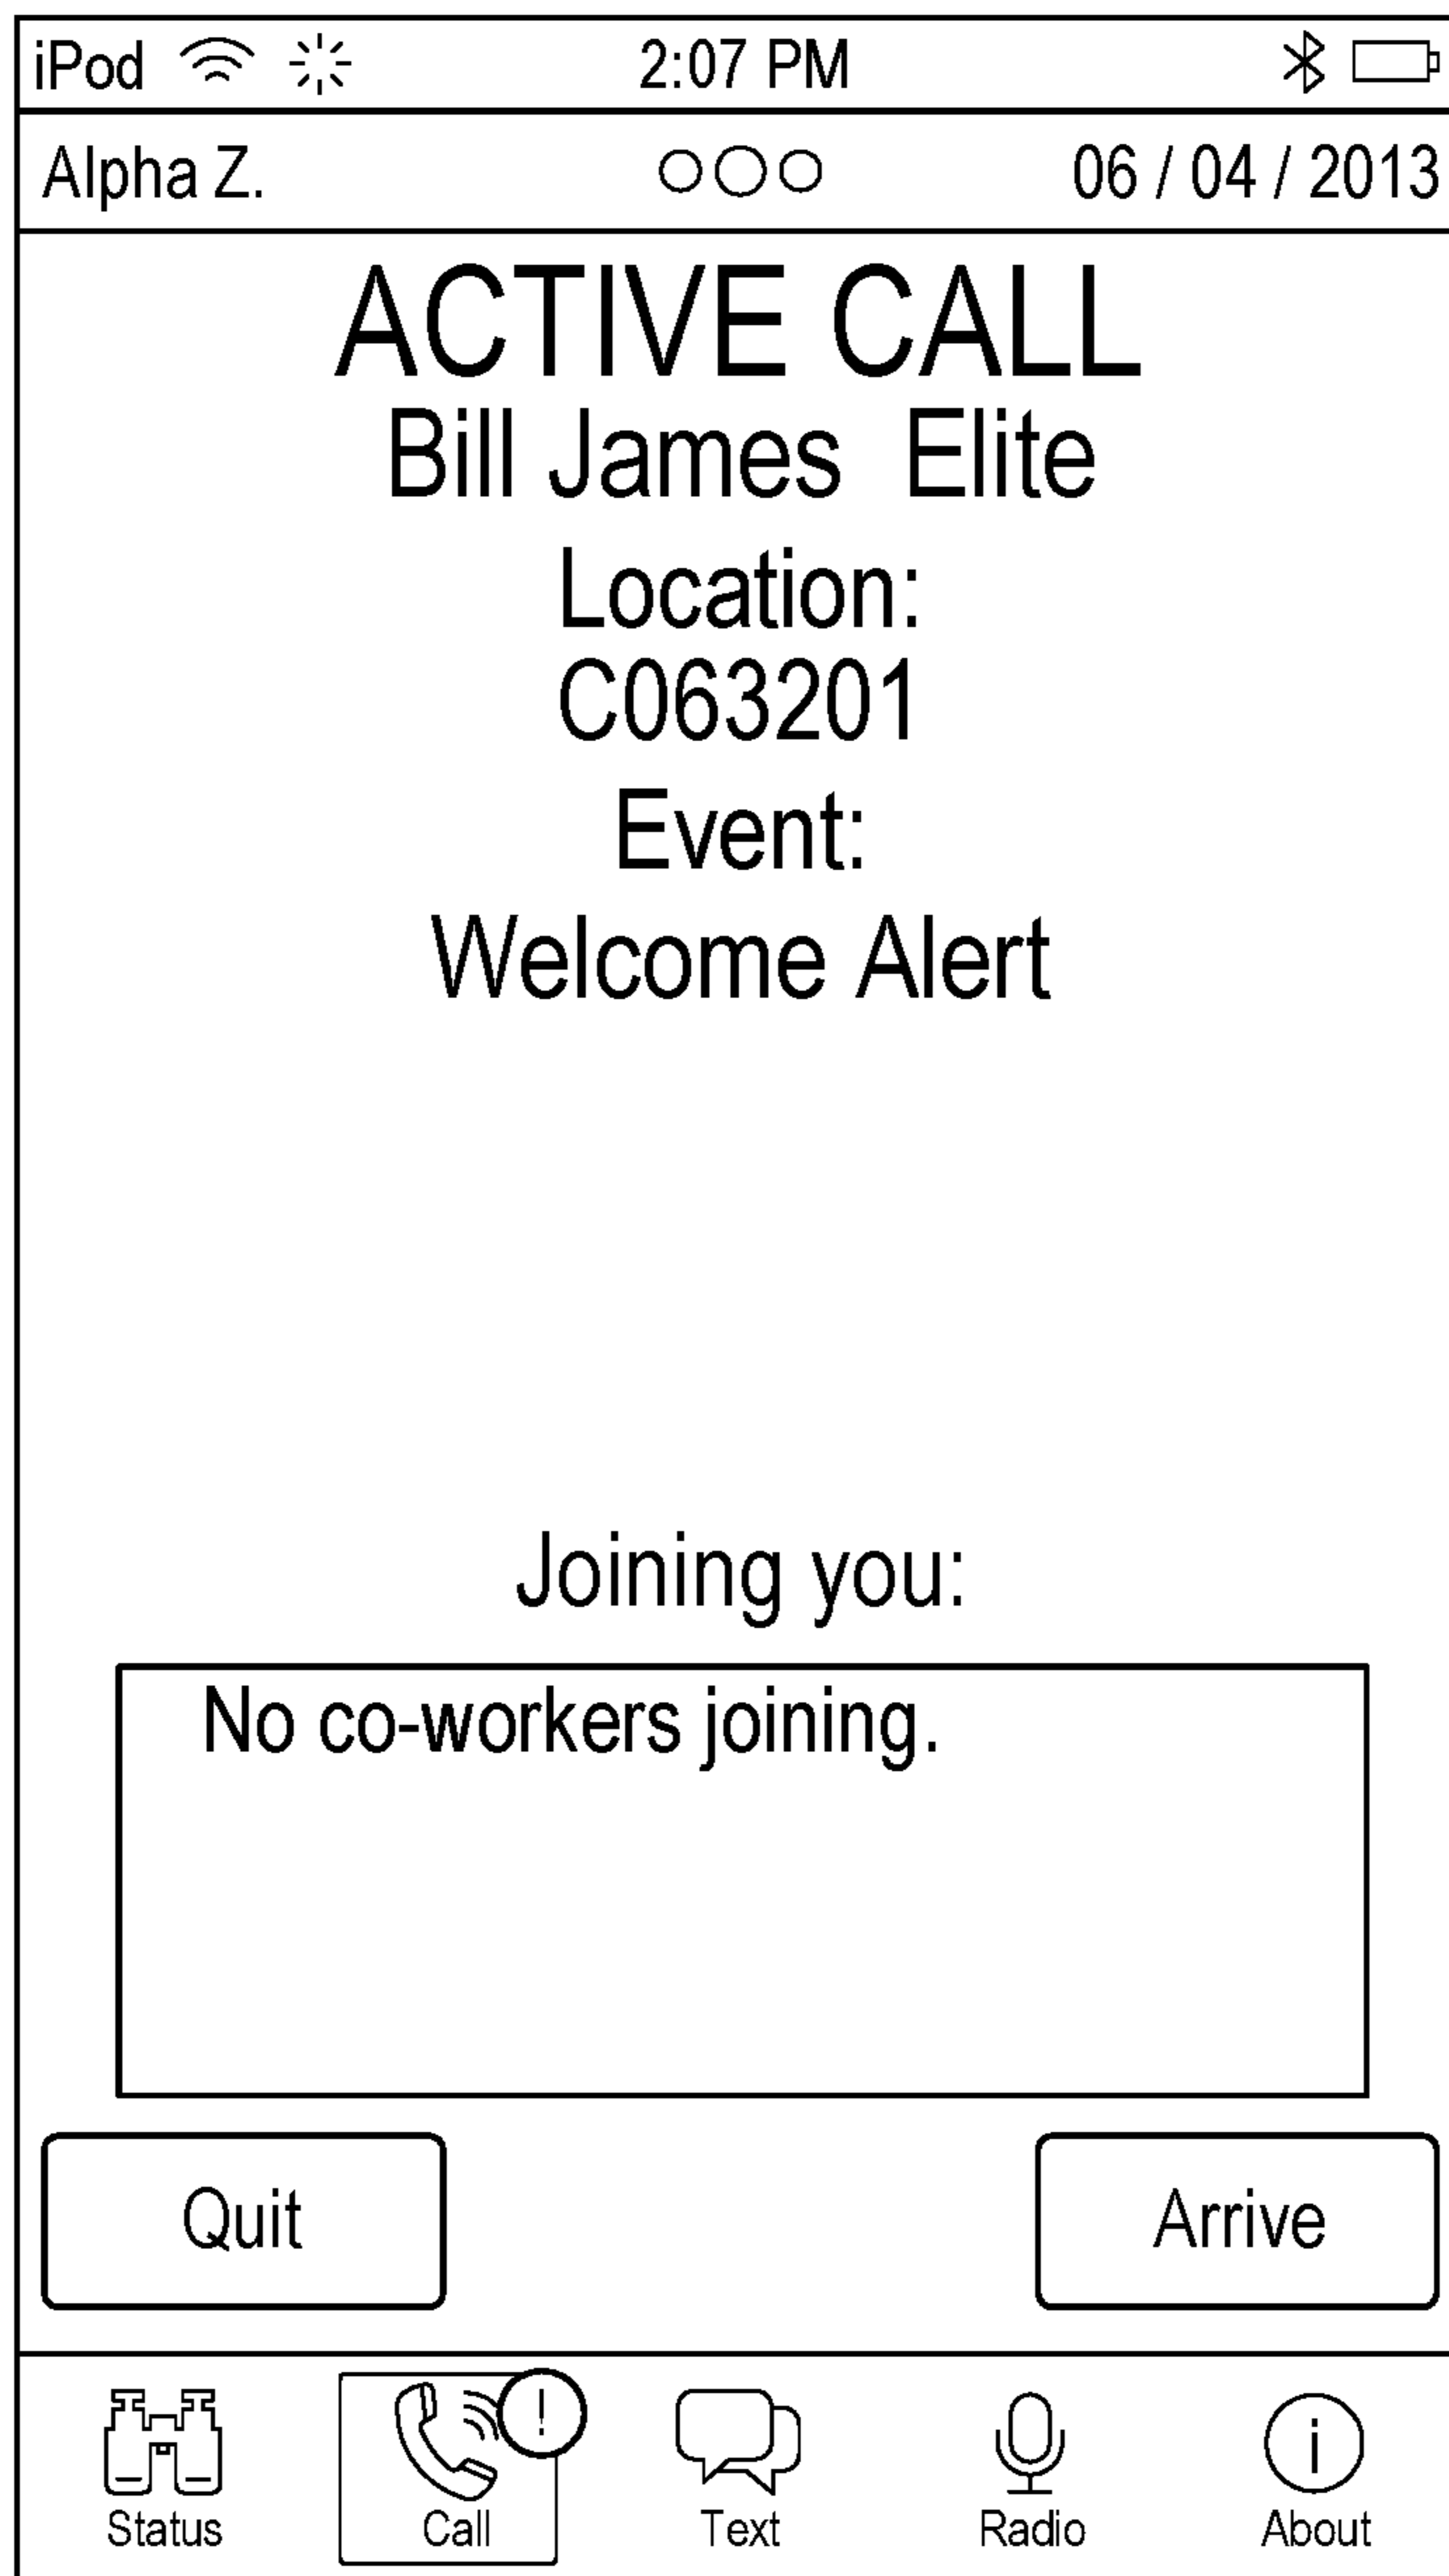 iPod 2:07 PM
Alpha Z. 06 / 04 / 2013
ACTIVE CALL
Bill James Elite
Location:
C063201
Event:
Welcome Alert
Joining you:
No co-workers joining.
Quit Arrive
!
i
Status Call Text Radio About